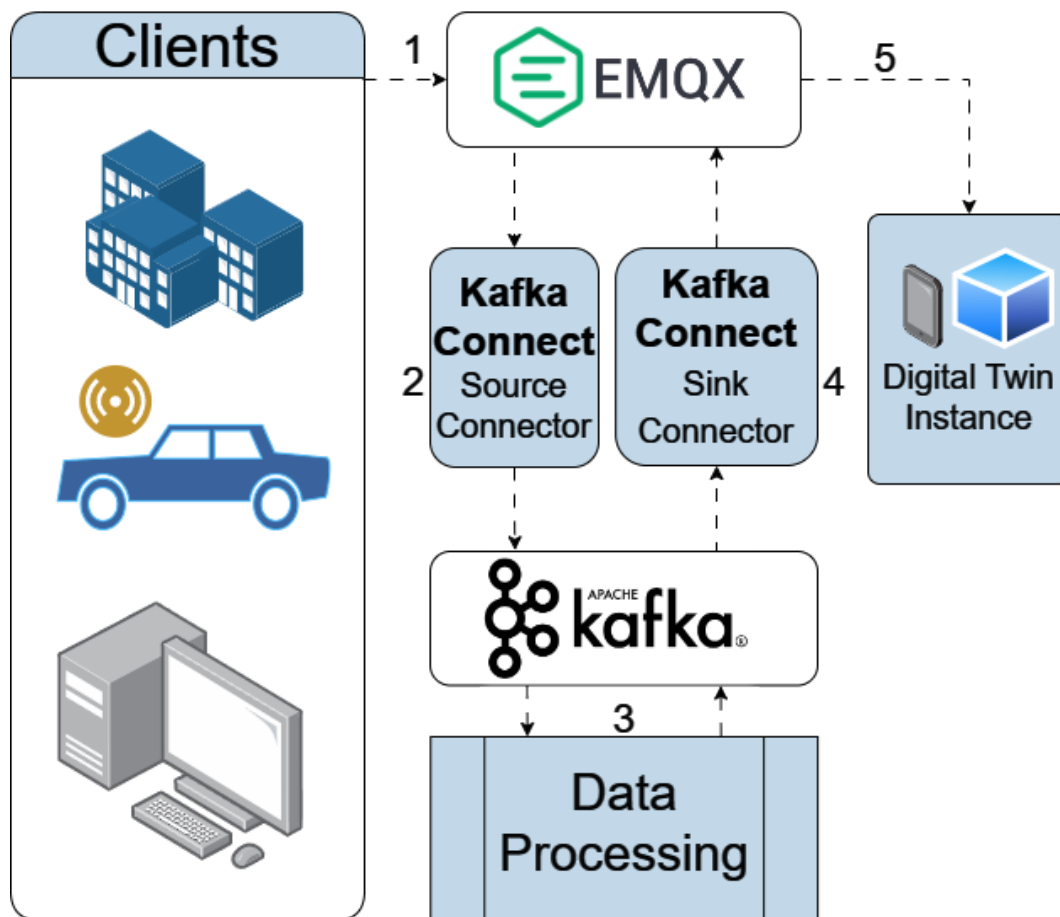 Clients
1
EMQX
5
Kafka
Connect
Source
Connector
2
Kafka
Connect
Sink
Connector
4
Digital Twin
Instance
APACHE
kafka®
3
Data
Processing